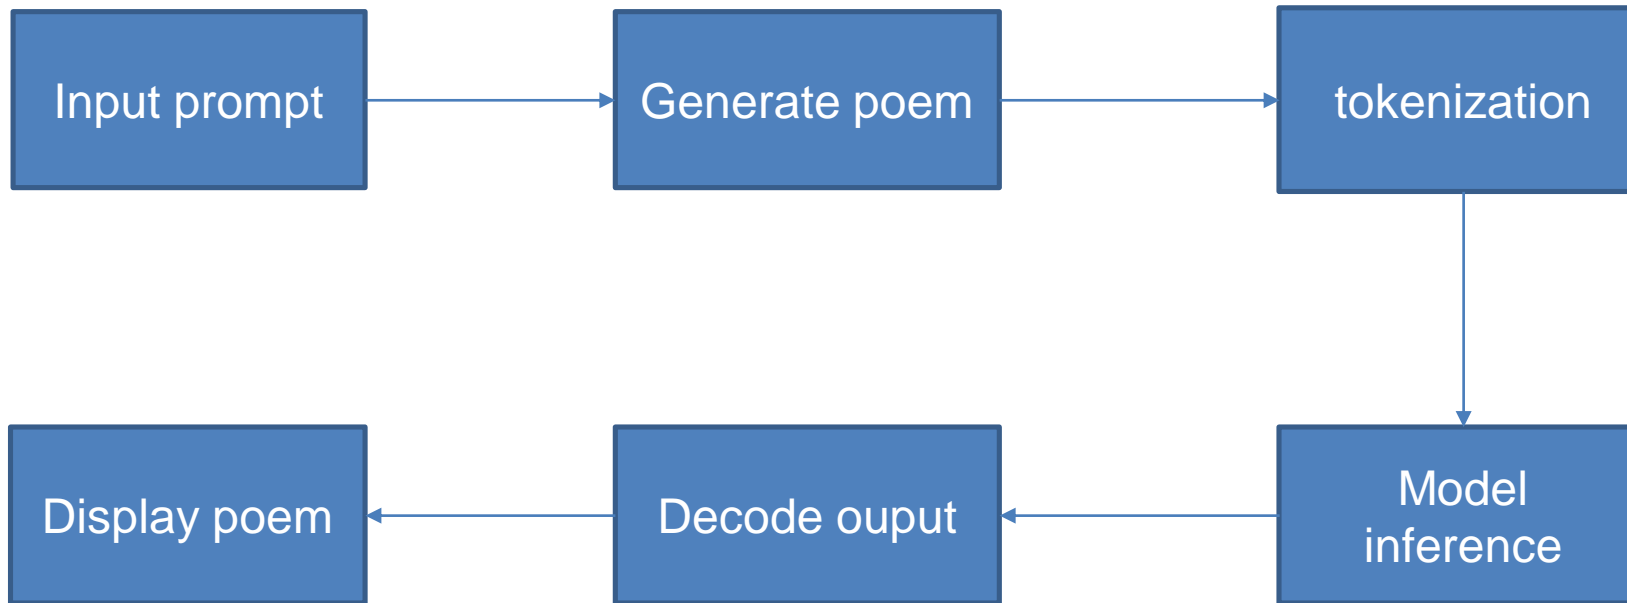 Input prompt
Generate poem
tokenization
Model
inference
Decode ouput
Display poem